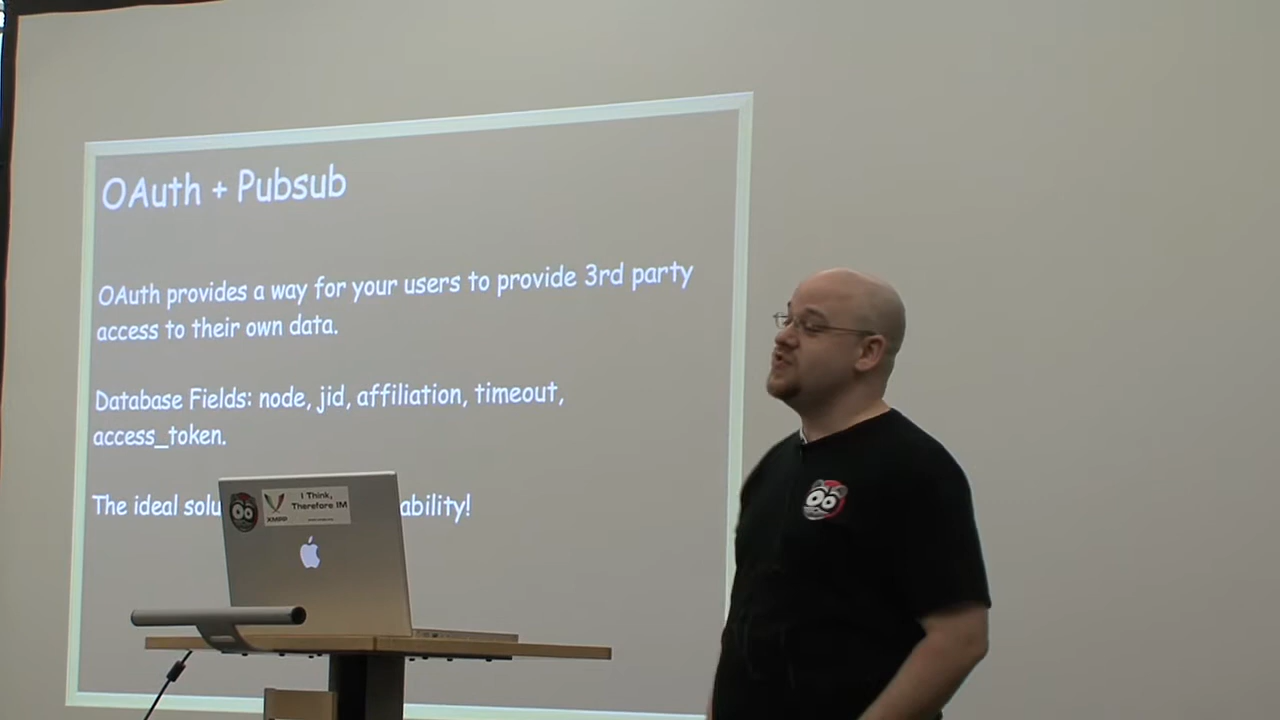 OAuth + Pubsub
OAuth provides a way for your users to provide 3rd party
access to their own data.
Database Fields: node, jid, affiliation, timeout,
access_token.
The ideal solu
ability!
I Think,
Therefore IM
XMPP